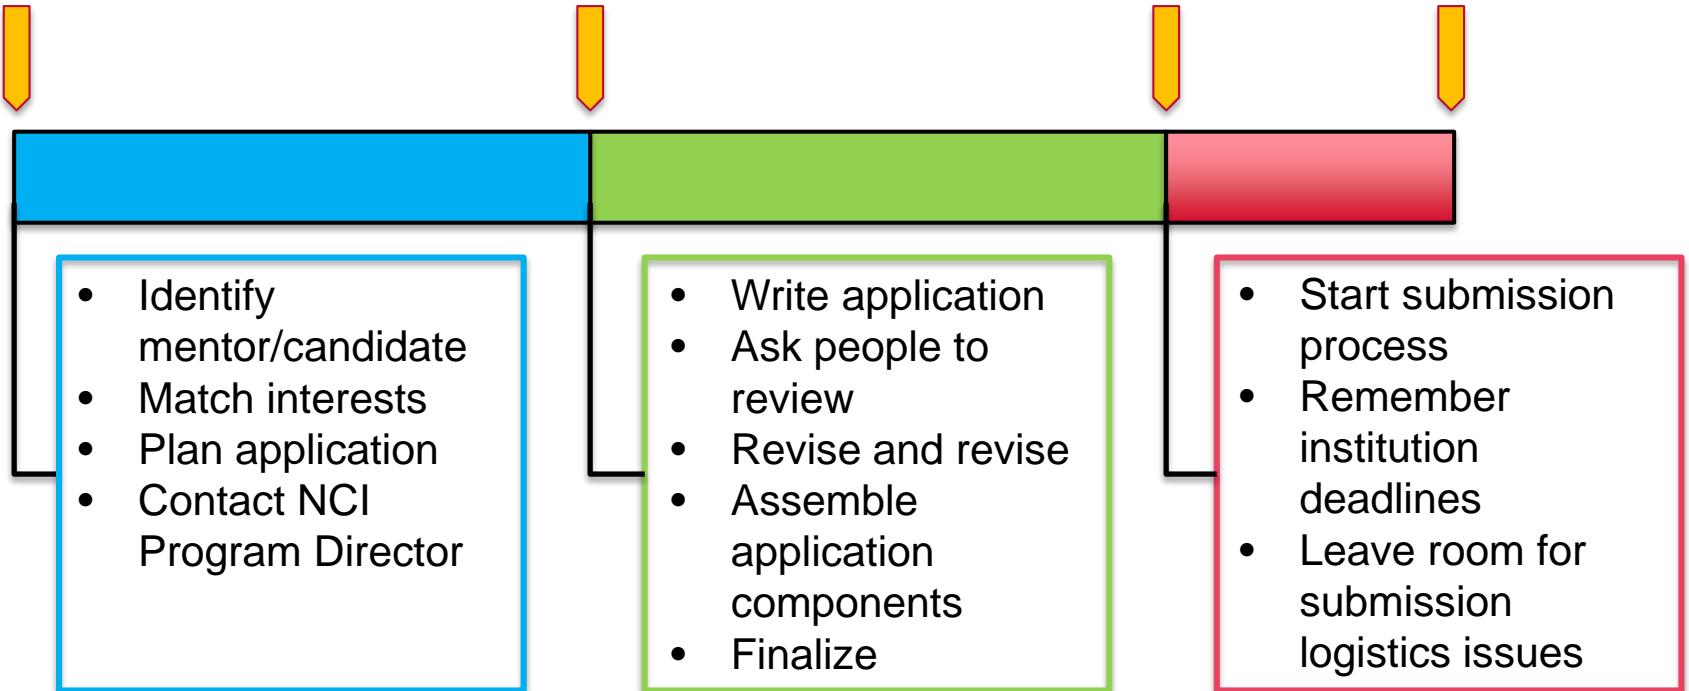 • Identify
mentor/candidate
• Match interests
• Plan application
• Contact NCI
Program Director
• Write application
• Ask people to
review
• Revise and revise
• Assemble
application
components
• Finalize
• Start submission
process
• Remember
institution
deadlines
• Leave room for
submission
logistics issues